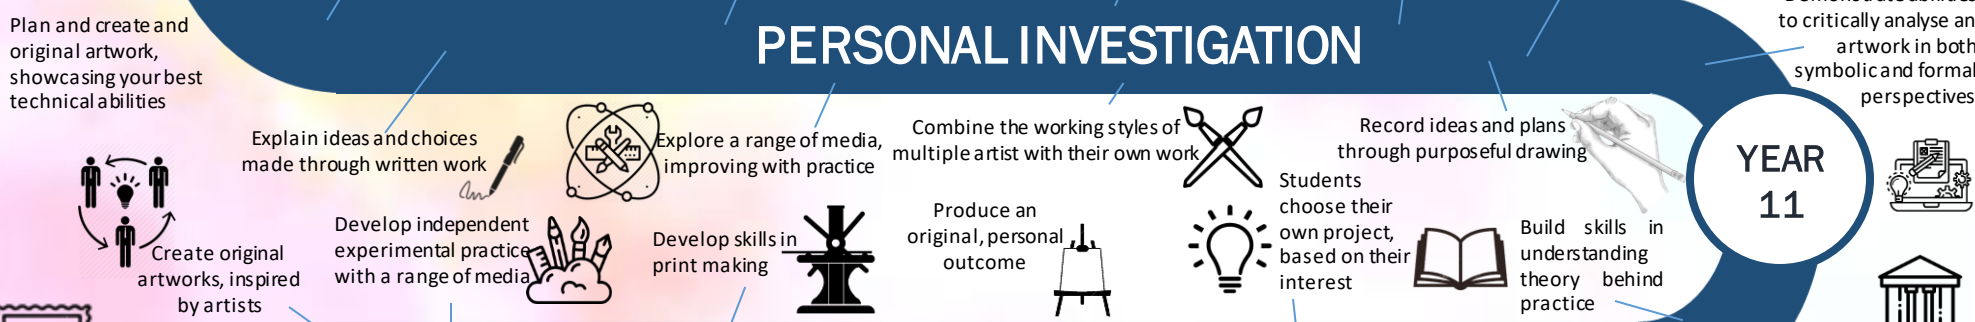 Plan and create and
original artwork,
showcasing your best
technical abilities
PERSONAL INVESTIGATION
to critically analyse an
artwork in both
symbolic and formal
perspectives
Explain ideas and choices
made through written work
Explore a range of media,
improving with practice
Combine the working styles of
multiple artist with their own work
Record ideas and plans
through purposeful drawing
YEAR
11
Create original
artworks, inspired
by artists
Develop independent
experimental practice
with a range of media
Develop skills in
print making
Produce an
original, personal
outcome
Students
choose their
own project,
based on their
interest
Build skills in
understanding
theory behind
practice